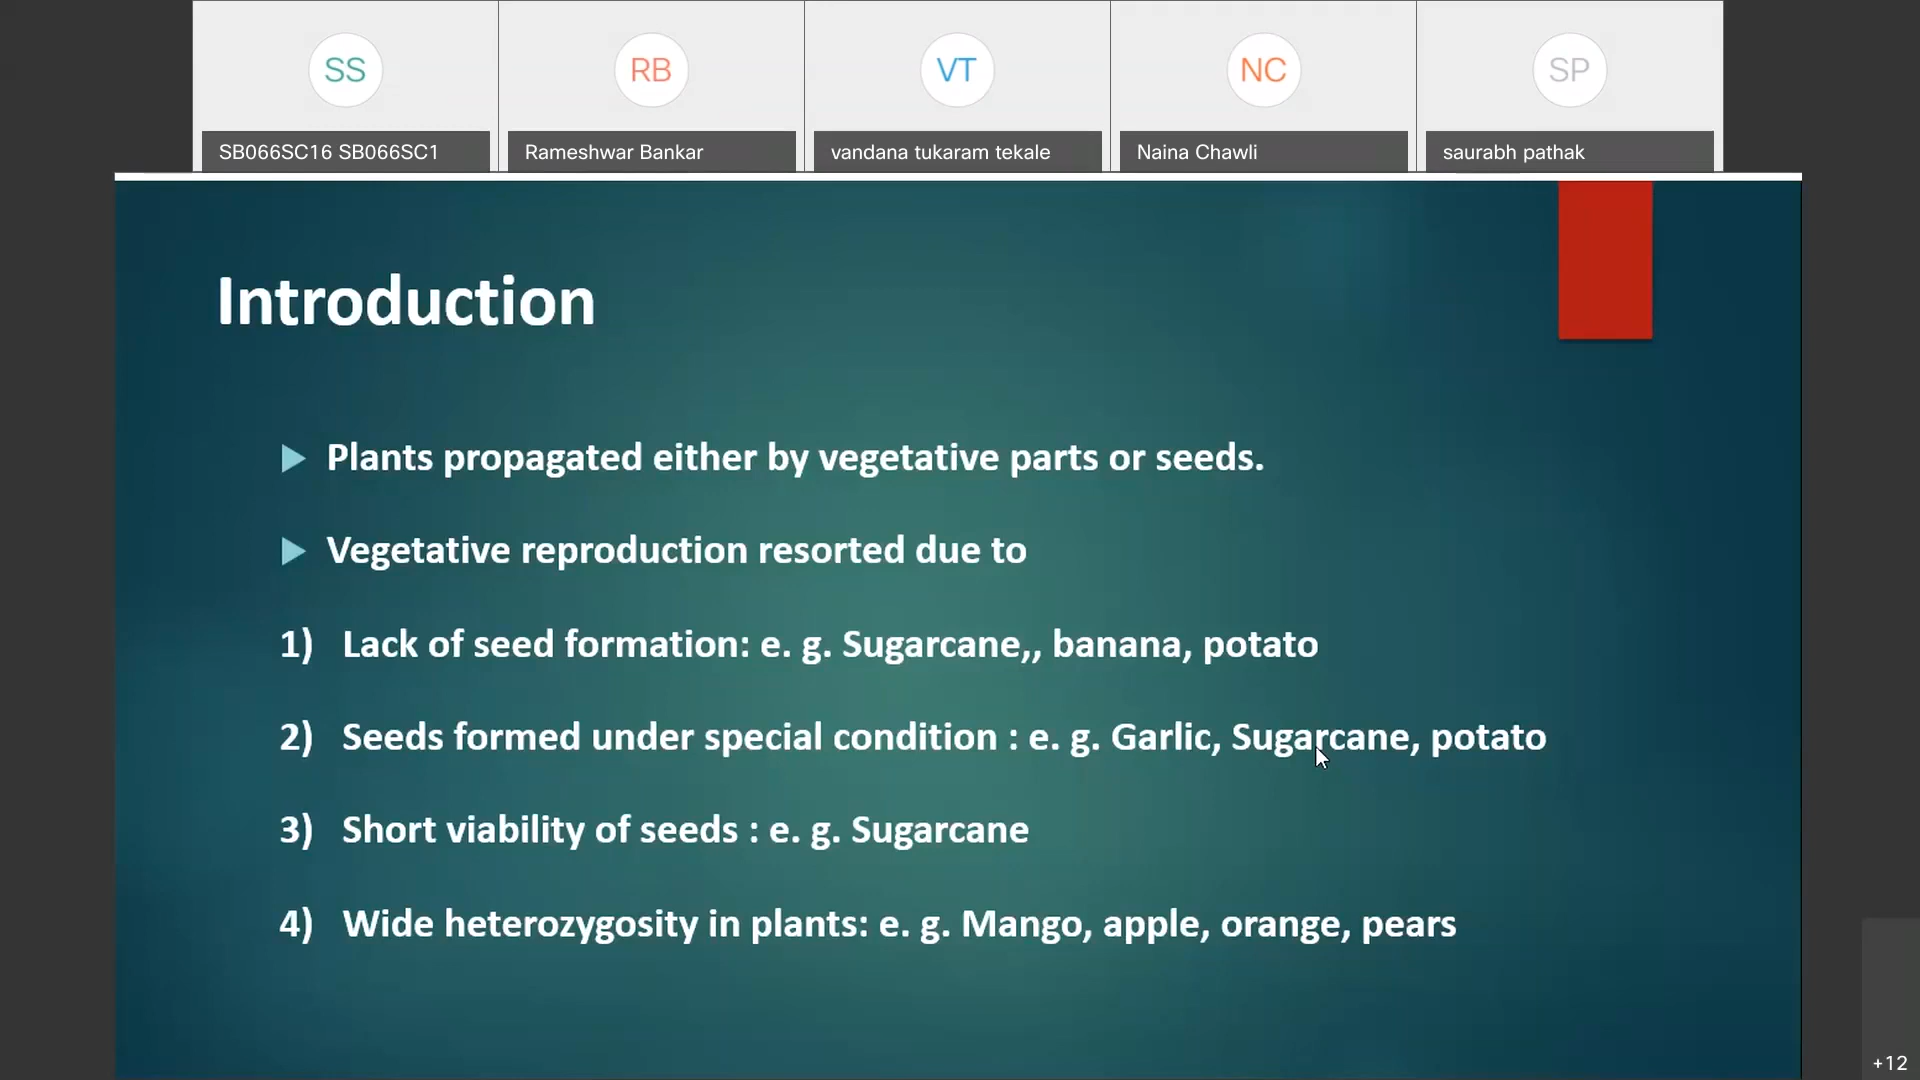 SS
RB
VT
NC
SP
SB066SC16 SB066SC1
Rameshwar Bankar
vandana tukaram tekale
Naina Chawli
saurabh pathak
Introduction
Plants propagated either by vegetative parts or seeds.
Vegetative reproduction resorted due to
1) Lack of seed formation: e. g. Sugarcane,, banana, potato
2) Seeds formed under special condition : e. g. Garlic, Sugarcane, potato
3) Short viability of seeds : e. g. Sugarcane
4) Wide heterozygosity in plants: e. g. Mango, apple, orange, pears
+12